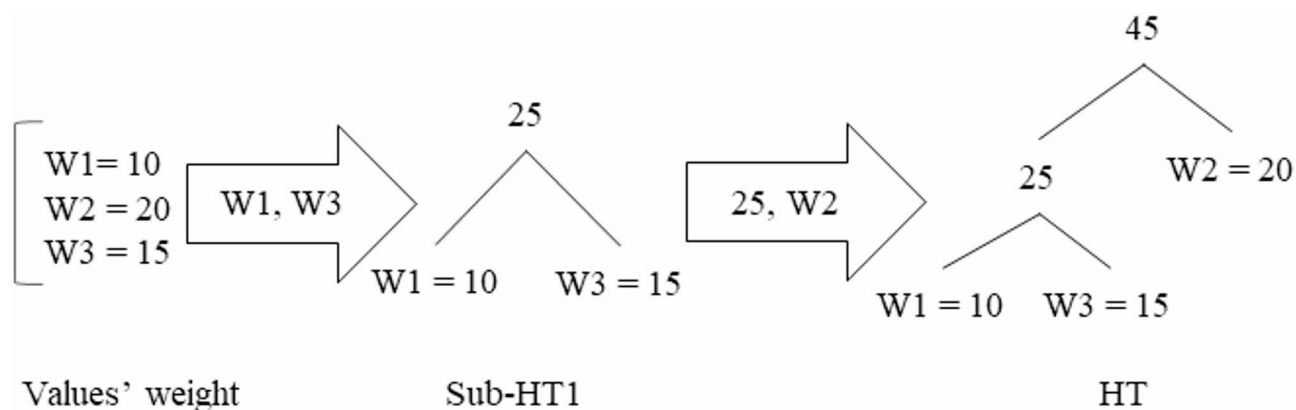 W1= 10
W2 = 20
W3 = 15
W1, W3
25
W1 = 10
W3 = 15
25, W2
45
25
W2 = 20
W1 = 10
W3 = 15
Values’ weight
Sub-HT1
HT